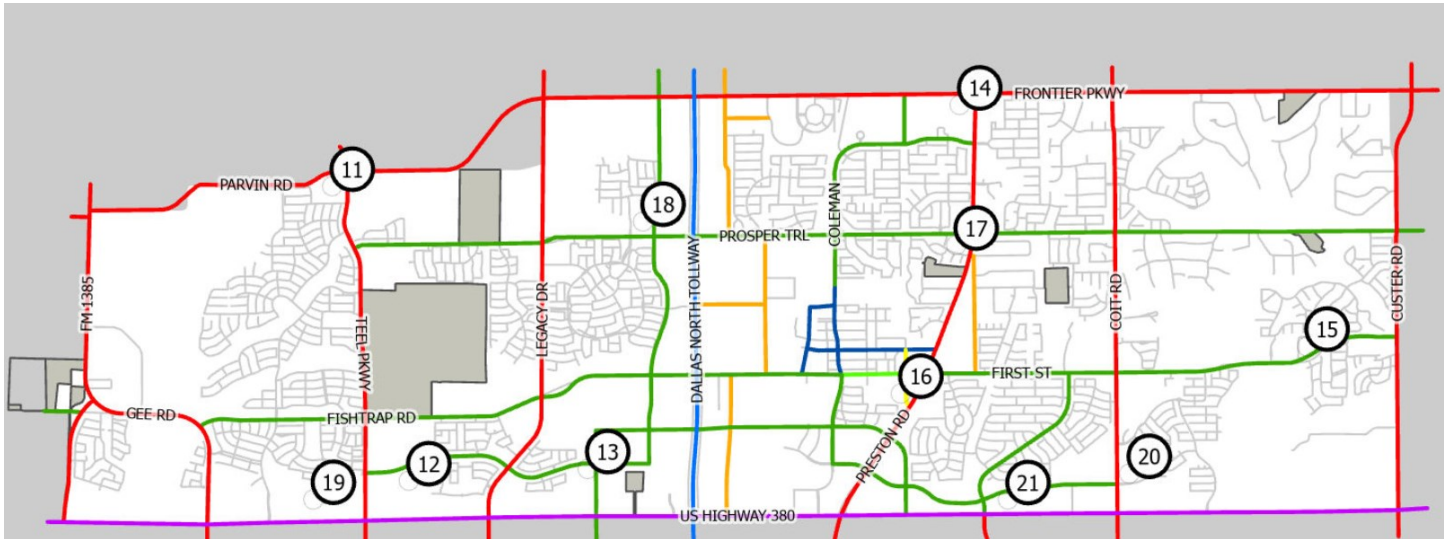 14
FRONTIER PKWY
11
PARVIN RD
18
COLEMAN
17
PROSPER TRL
FM 1385
TEEL PKWY
LEGACY DR
DALLAS NORTH TOLLWAY
COIT RD
CUSTER RD
15
16
FIRST ST
GEE RD
FISHTRAP RD
PRESTON RD
13
12
19
20
21
US HIGHWAY 380